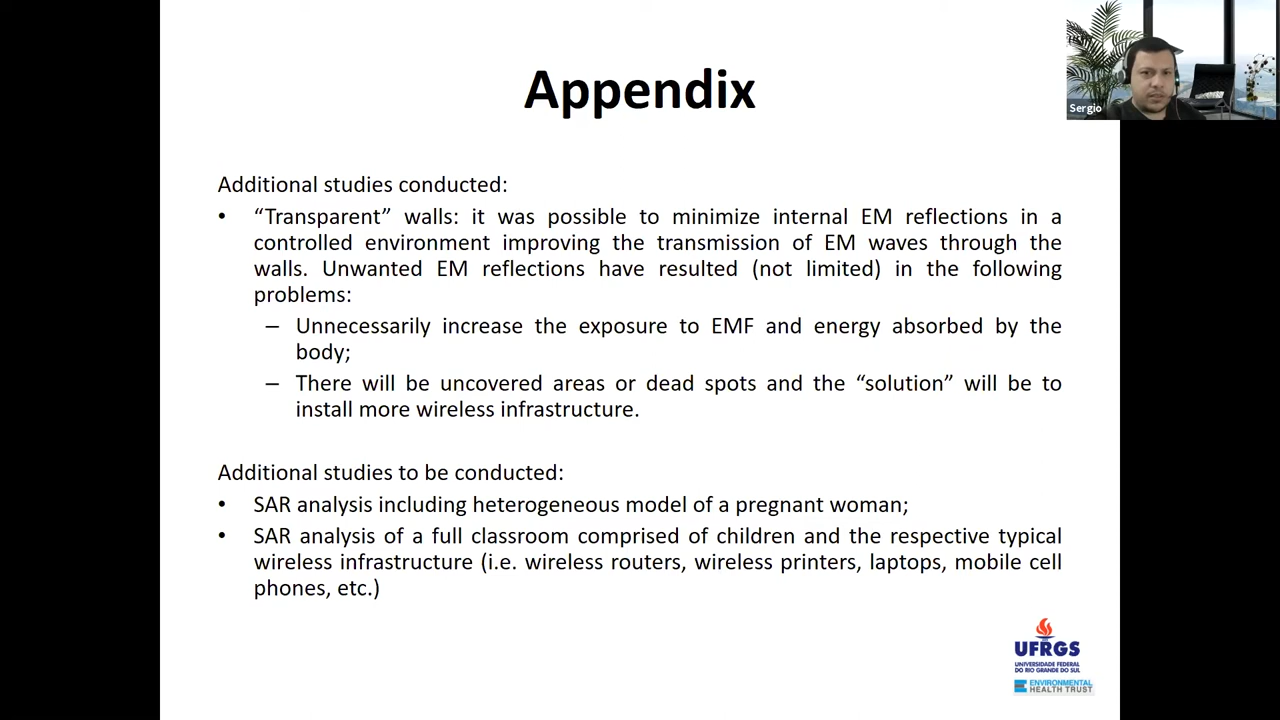 Appendix
Sergio
Additional studies conducted:
• “Transparent” walls: it was possible to minimize internal EM reflections in a
controlled environment improving the transmission of EM waves through the
walls. Unwanted EM reflections have resulted (not limited) in the following
problems:
– Unnecessarily increase the exposure to EMF and energy absorbed by the
body;
– There will be uncovered areas or dead spots and the “solution” will be to
install more wireless infrastructure.
Additional studies to be conducted:
• SAR analysis including heterogeneous model of a pregnant woman;
• SAR analysis of a full classroom comprised of children and the respective typical
wireless infrastructure (i.e. wireless routers, wireless printers, laptops, mobile cell
phones, etc.)
UFRGS
UNIVERSIDADE FEDERAL
DO RIO GRANDE DO SUL
ENVIRONMENTAL
HEALTH TRUST